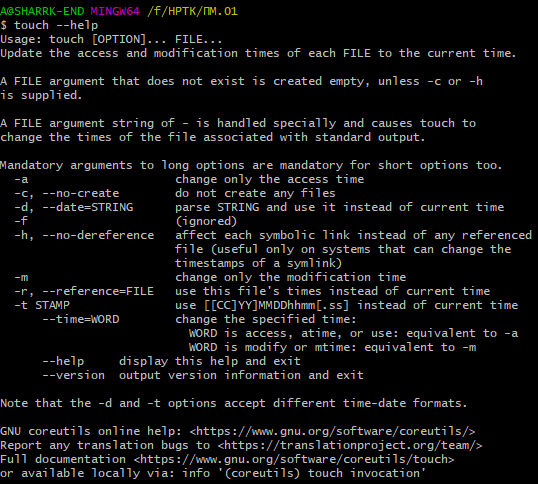 A@SHARRK-END MINGW64 /f/НРТК/ПМ.01
$ touch --help
Usage: touch [OPTION]... FILE...
Update the access and modification times of each FILE to the current time.

A FILE argument that does not exist is created empty, unless -c or -h
is supplied.

A FILE argument string of - is handled specially and causes touch to
change the times of the file associated with standard output.

Mandatory arguments to long options are mandatory for short options too.
  -a                     change only the access time
  -c, --no-create        do not create any files
  -d, --date=STRING      parse STRING and use it instead of current time
  -f                     (ignored)
  -h, --no-dereference   affect each symbolic link instead of any referenced
                         file (useful only on systems that can change the
                         timestamps of a symlink)
  -m                     change only the modification time
  -r, --reference=FILE   use this file's times instead of current time
  -t STAMP               use [[CC]YY]MMDDhhmm[.ss] instead of current time
      --time=WORD        change the specified time:
                           WORD is access, atime, or use: equivalent to -a
                           WORD is modify or mtime: equivalent to -m
      --help     display this help and exit
      --version  output version information and exit

Note that the -d and -t options accept different time-date formats.

GNU coreutils online help: <https://www.gnu.org/software/coreutils/>
Report any translation bugs to <https://translationproject.org/team/>
Full documentation <https://www.gnu.org/software/coreutils/touch>
or available locally via: info '(coreutils) touch invocation'